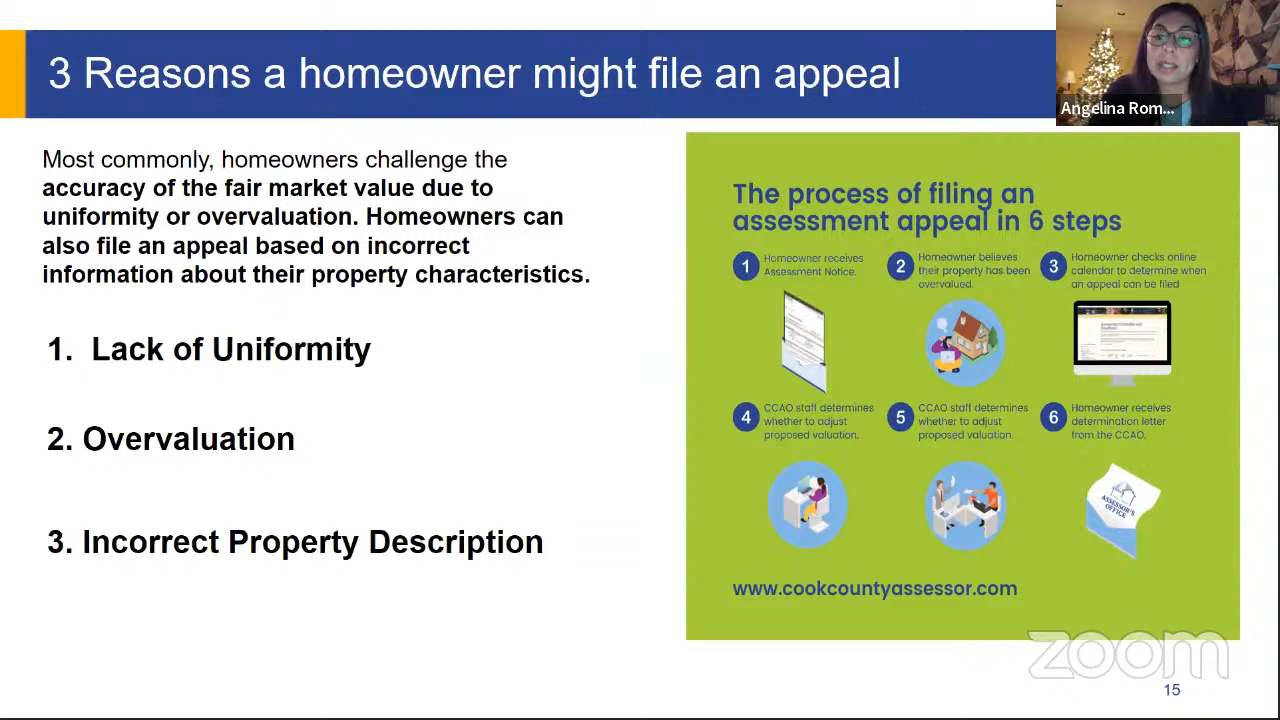 3 Reasons a homeowner might file an appeal
Angelina Rom...
Most commonly, homeowners challenge the
accuracy of the fair market value due to
uniformity or overvaluation. Homeowners can
also file an appeal based on incorrect
information about their property characteristics.
1. Lack of Uniformity
2. Overvaluation
3. Incorrect Property Description
The process of filing an
assessment appeal in 6 steps
1 Homeowner receives
Assessment Notice.
2 Homeowner believes
their property has been
overvalued.
3 Homeowner checks online
calendar to determine when
an appeal can be filed
4 CCAO staff determines
whether to adjust
proposed valuation.
5 CCAO staff determines
whether to adjust
proposed valuation.
6 Homeowner receives
determination letter
from the CCAO.
ASSESSOR'S
OFFICE
www.cookcountyassessor.com
zoom
15